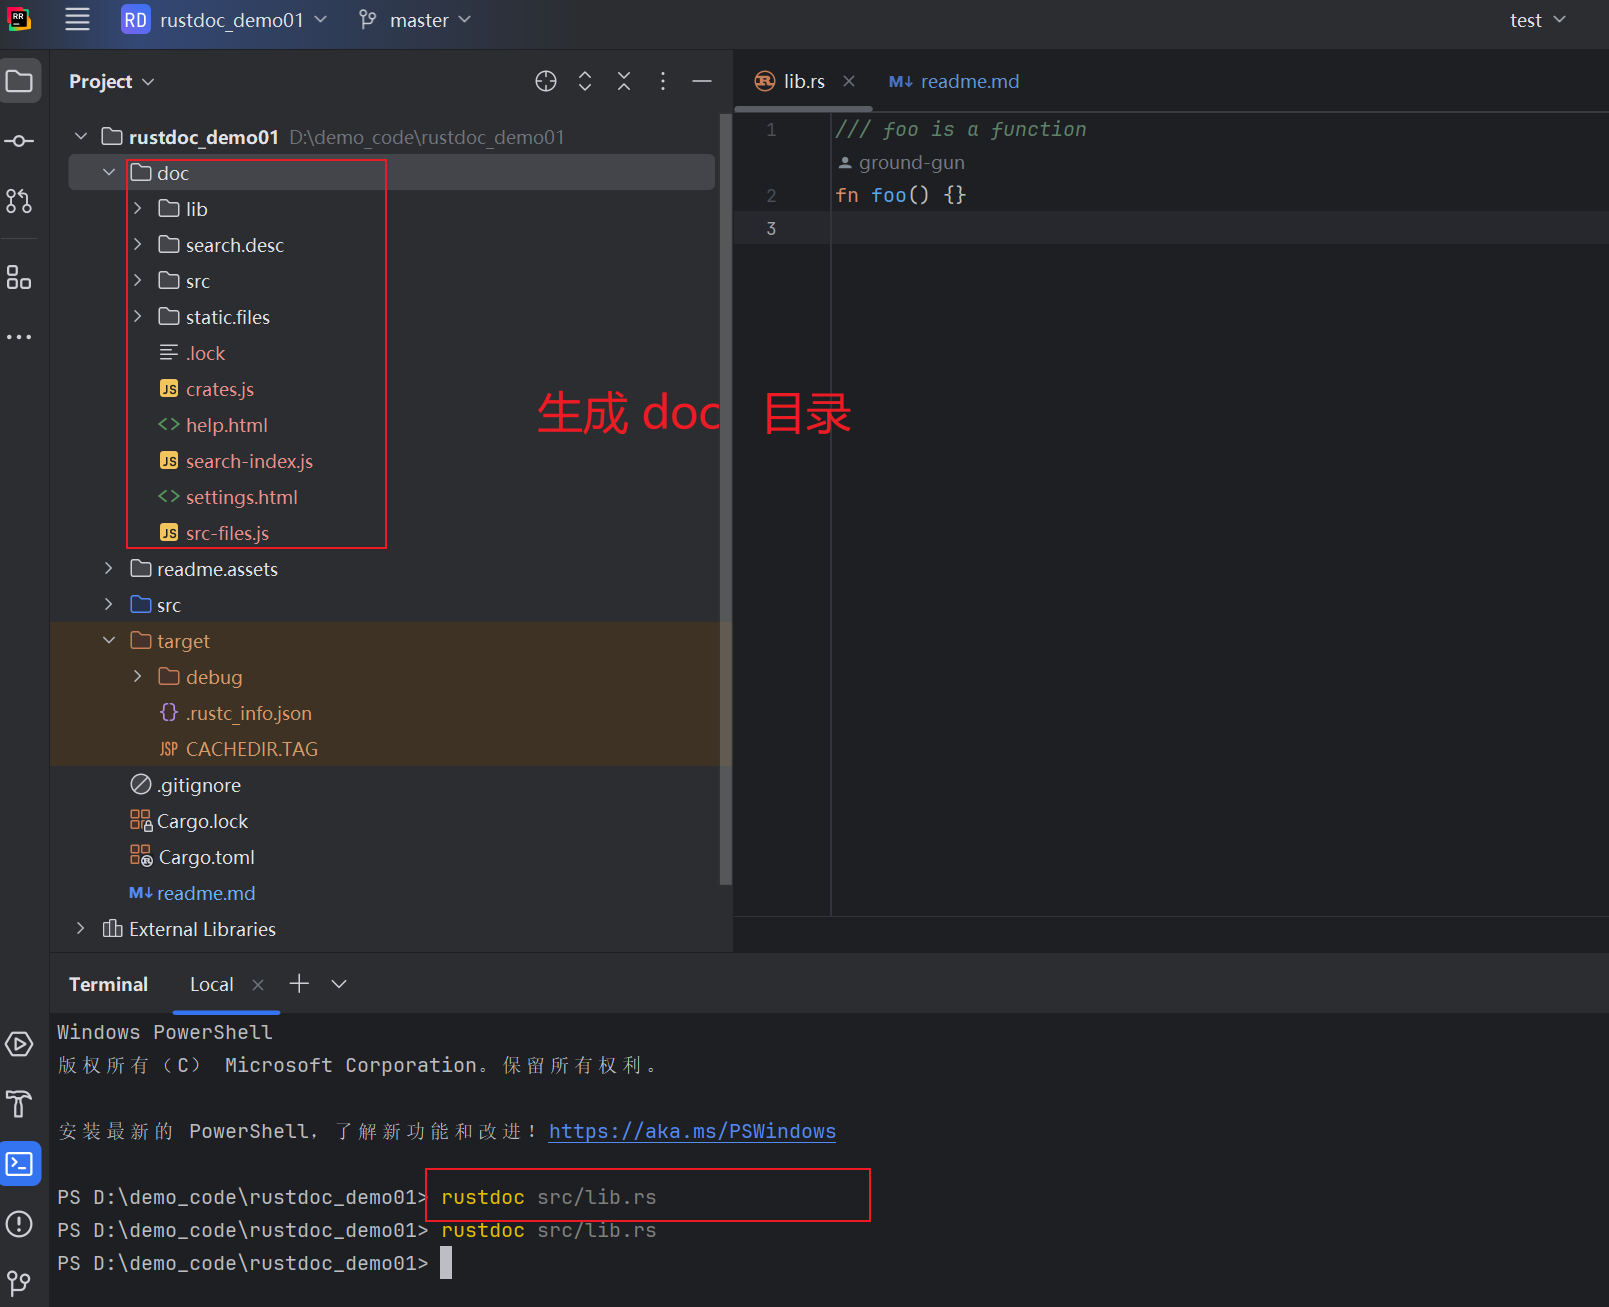 RD rustdoc_demo01 master test
Project
rustdoc_demo01 D:\demo_code\rustdoc_demo01
doc
lib
search.desc
src
static.files
.lock
JS crates.js
<> help.html
JS search-index.js
<> settings.html
JS src-files.js
readme.assets
src
target
debug
{} .rustc_info.json
JSP CACHEDIR.TAG
.gitignore
Cargo.lock
Cargo.toml
M↓ readme.md
External Libraries
lib.rs M↓ readme.md
1 /// foo is a function
ground-gun
2 fn foo() {}
3
生成 doc 目录
Terminal Local
Windows PowerShell
版权所有（C） Microsoft Corporation。保留所有权利。
安装最新的 PowerShell，了解新功能和改进！https://aka.ms/PSWindows
PS D:\demo_code\rustdoc_demo01> rustdoc src/lib.rs
PS D:\demo_code\rustdoc_demo01> rustdoc src/lib.rs
PS D:\demo_code\rustdoc_demo01>